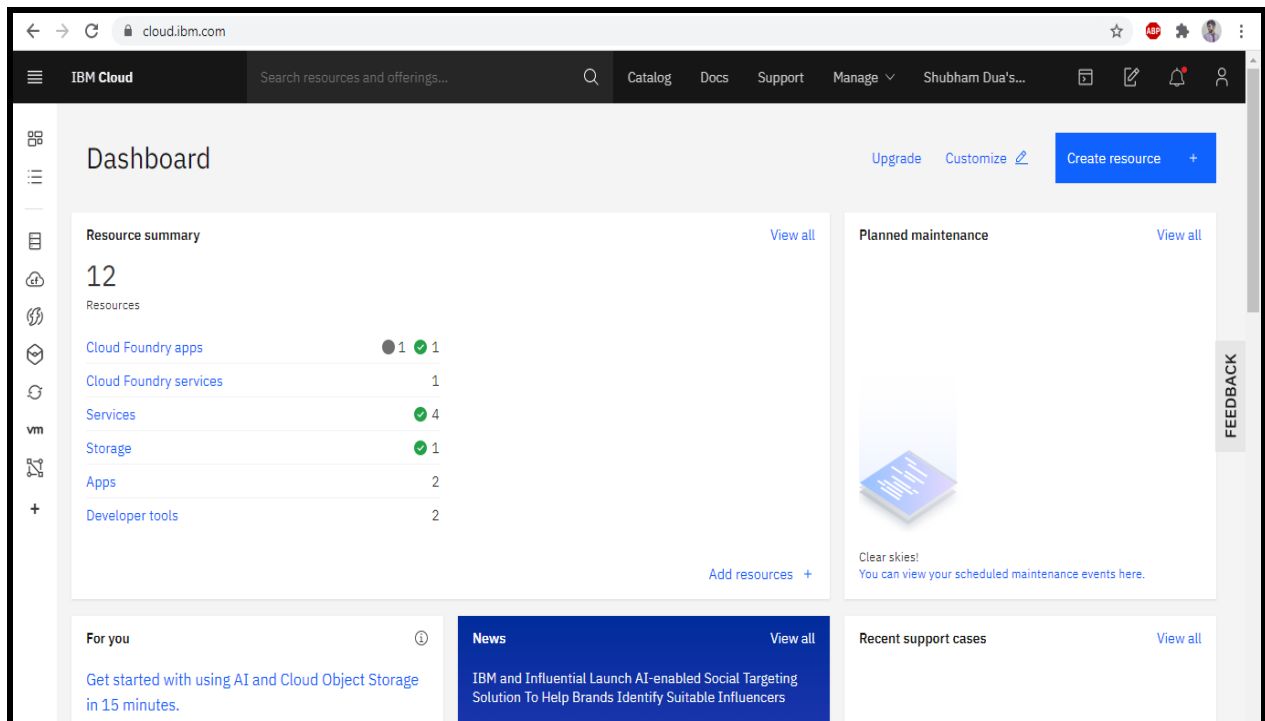 cloud.ibm.com
ABP
IBM Cloud
Search resources and offerings...
Catalog
Docs
Support
Manage
Shubham Dua's...
Dashboard
Upgrade
Customize
Create resource +
Resource summary
View all
12
Resources
Cloud Foundry apps 1 1
Cloud Foundry services 1
Services 4
Storage 1
Apps 2
Developer tools 2
Add resources +
Planned maintenance
View all
Clear skies!
You can view your scheduled maintenance events here.
cf
vm
+
FEEDBACK
For you
Get started with using AI and Cloud Object Storage
in 15 minutes.
News
View all
IBM and Influential Launch AI-enabled Social Targeting
Solution To Help Brands Identify Suitable Influencers
Recent support cases
View all